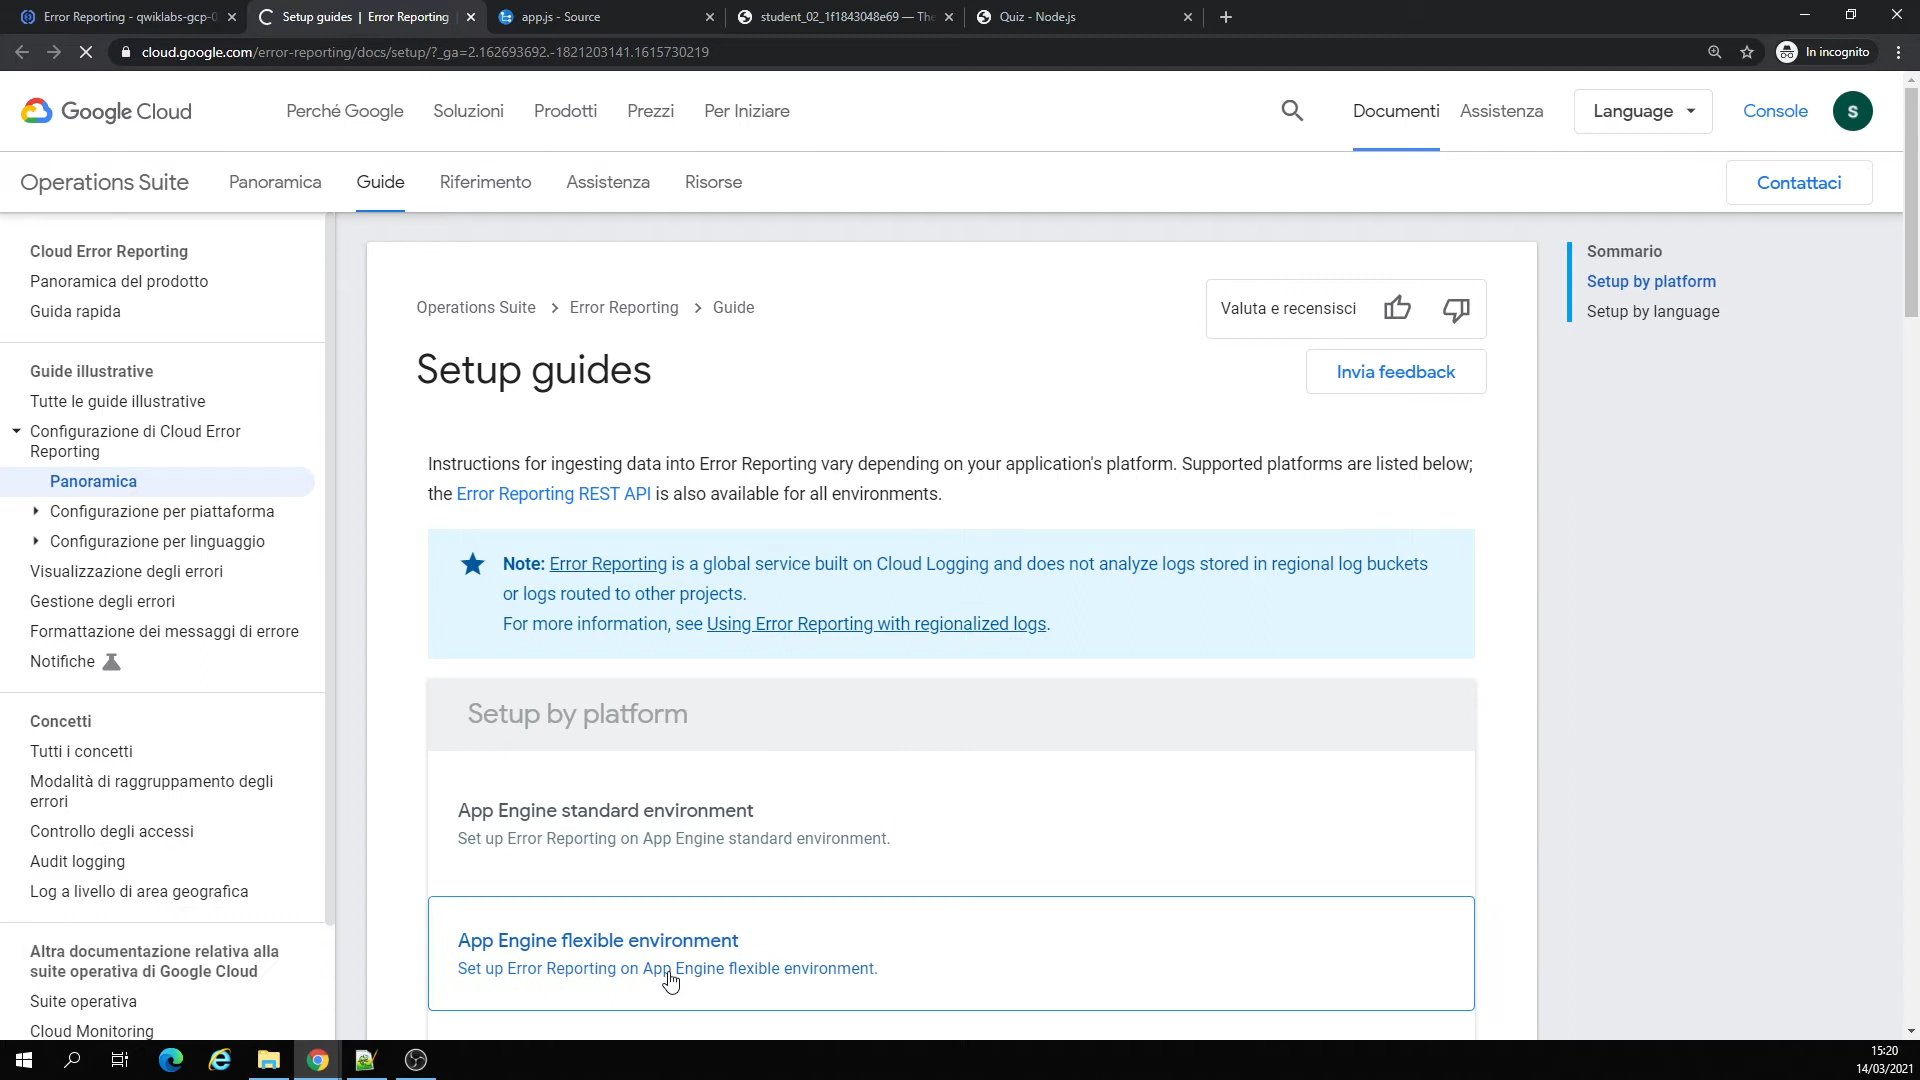 Error Reporting - qwiklabs-gcp-0
Setup guides | Error Reporting
app.js - Source
student_02_1f1843048e69 — The
Quiz - Node.js
cloud.google.com/error-reporting/docs/setup/?_ga=2.162693692.-1821203141.1615730219
In incognito
Google Cloud
Perché Google
Soluzioni
Prodotti
Prezzi
Per Iniziare
Documenti
Assistenza
Language
Console
S
Operations Suite
Panoramica
Guide
Riferimento
Assistenza
Risorse
Contattaci
Cloud Error Reporting
Panoramica del prodotto
Guida rapida
Guide illustrative
Tutte le guide illustrative
Configurazione di Cloud Error
Reporting
Panoramica
Configurazione per piattaforma
Configurazione per linguaggio
Visualizzazione degli errori
Gestione degli errori
Formattazione dei messaggi di errore
Notifiche
Concetti
Tutti i concetti
Modalità di raggruppamento degli
errori
Controllo degli accessi
Audit logging
Log a livello di area geografica
Altra documentazione relativa alla
suite operativa di Google Cloud
Suite operativa
Cloud Monitoring
Operations Suite > Error Reporting > Guide
Valuta e recensisci
Setup guides
Invia feedback
Instructions for ingesting data into Error Reporting vary depending on your application's platform. Supported platforms are listed below;
the Error Reporting REST API is also available for all environments.
Note: Error Reporting is a global service built on Cloud Logging and does not analyze logs stored in regional log buckets
or logs routed to other projects.
For more information, see Using Error Reporting with regionalized logs.
Setup by platform
App Engine standard environment
Set up Error Reporting on App Engine standard environment.
App Engine flexible environment
Set up Error Reporting on App Engine flexible environment.
Sommario
Setup by platform
Setup by language
15:20
14/03/2021